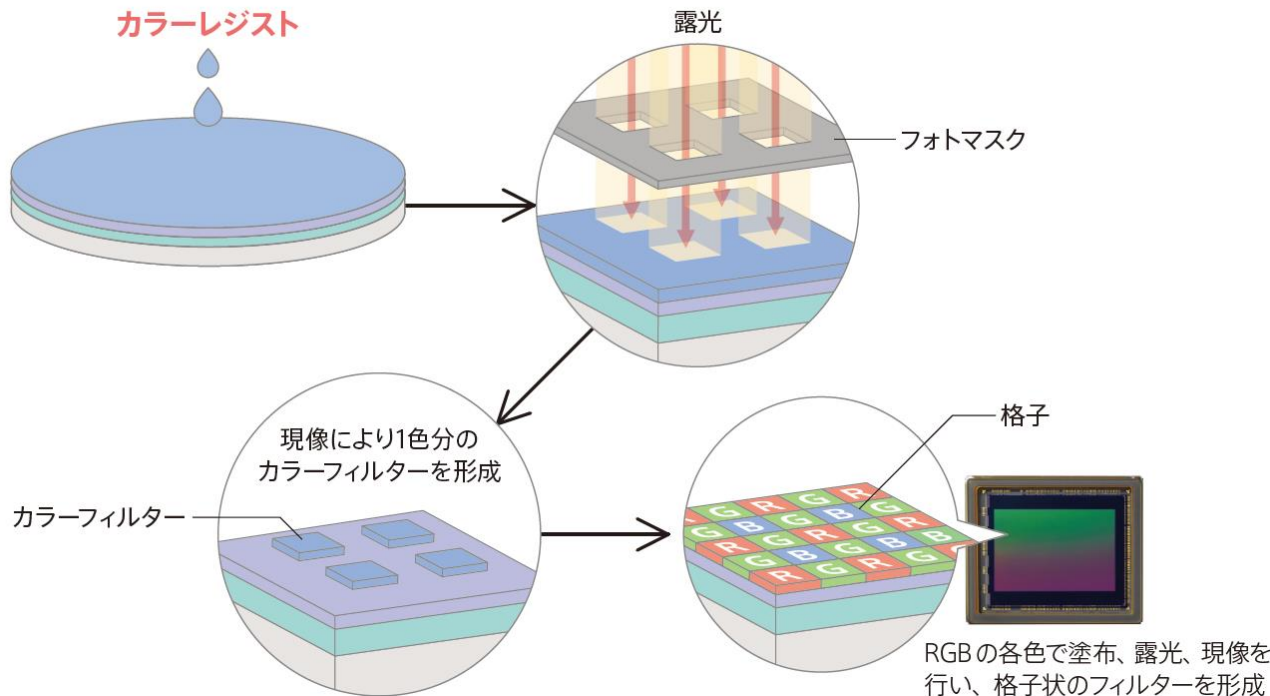 カラーレジスト
露光
フォトマスク
現像により1色分の
カラーフィルターを形成
カラーフィルター
格子
R G R G R
G B G B G
R G R G R
G B G B
R G R G
RGBの各色で塗布、露光、現像を
行い、格子状のフィルターを形成